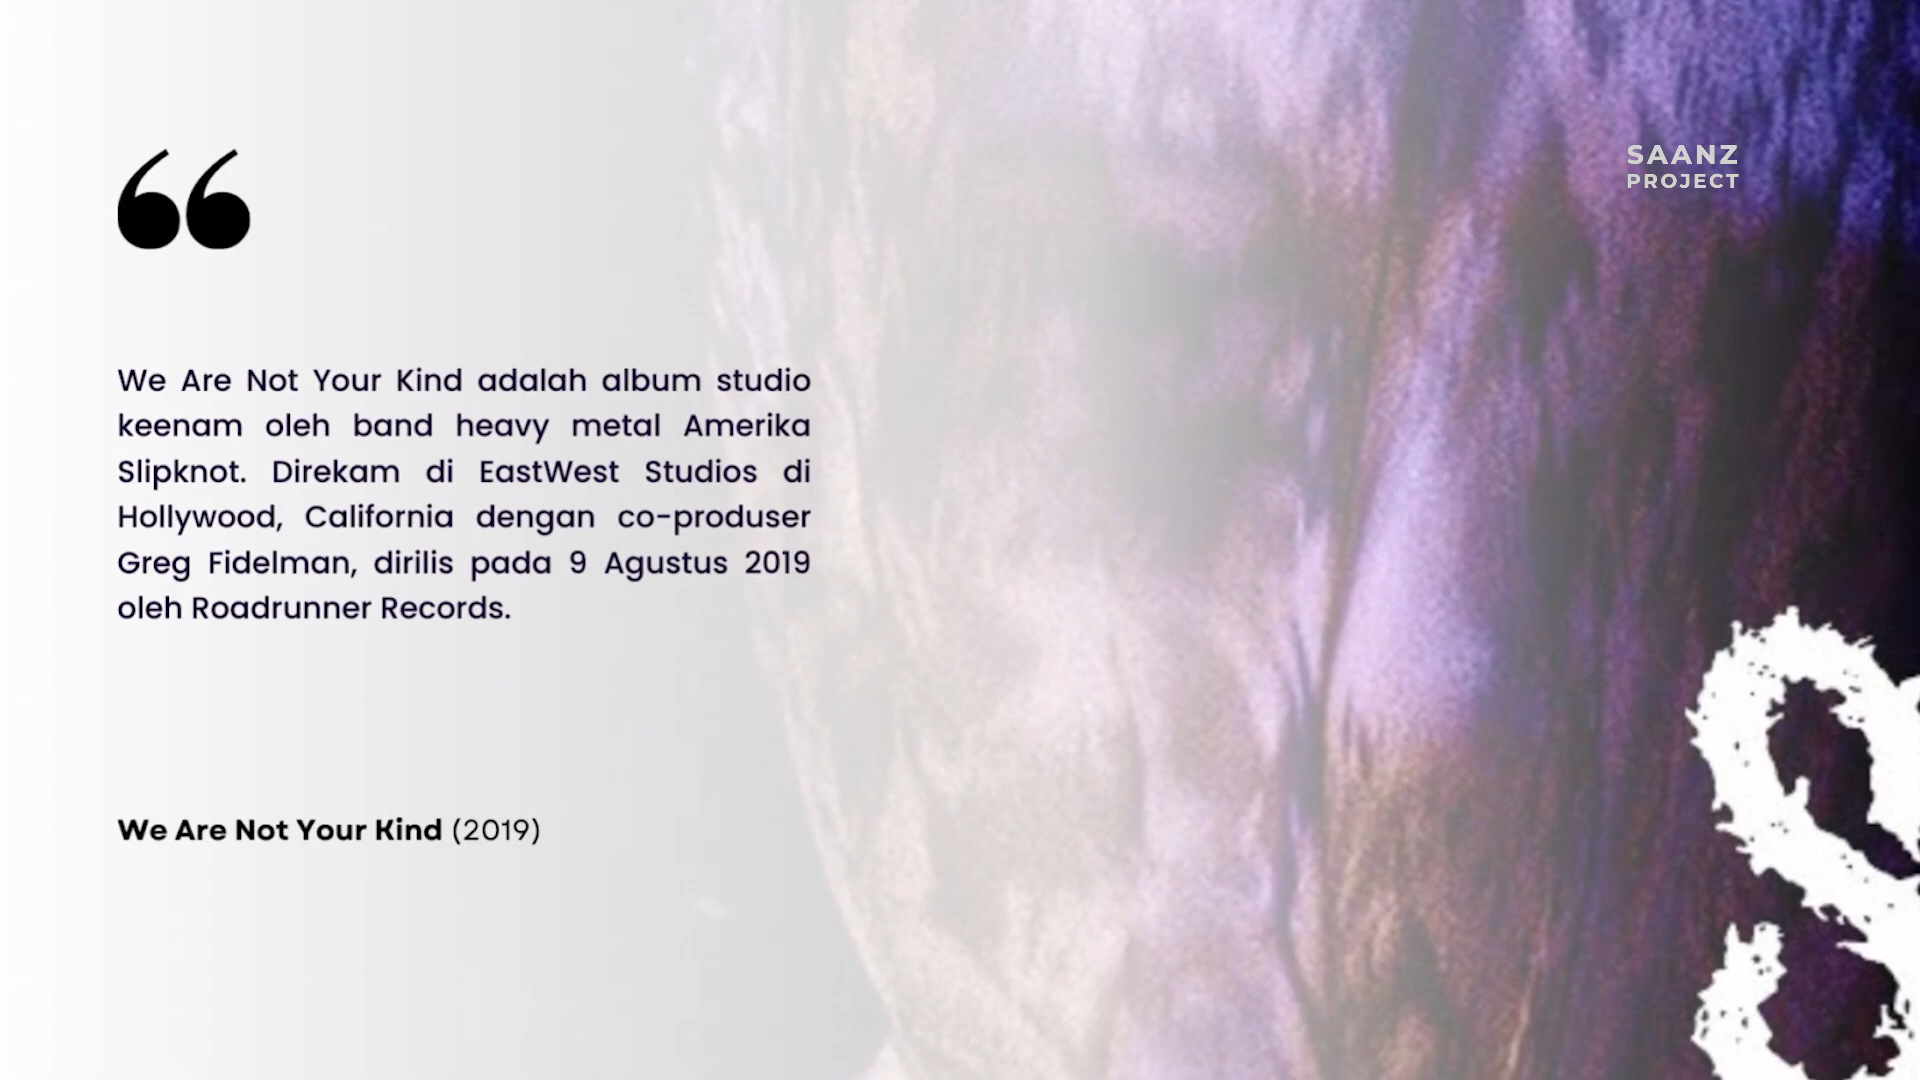 “
We Are Not Your Kind adalah album studio
keenam oleh band heavy metal Amerika
Slipknot. Direkam di EastWest Studios di
Hollywood, California dengan co-produser
Greg Fidelman, dirilis pada 9 Agustus 2019
oleh Roadrunner Records.
We Are Not Your Kind (2019)
SAANZ
PROJECT